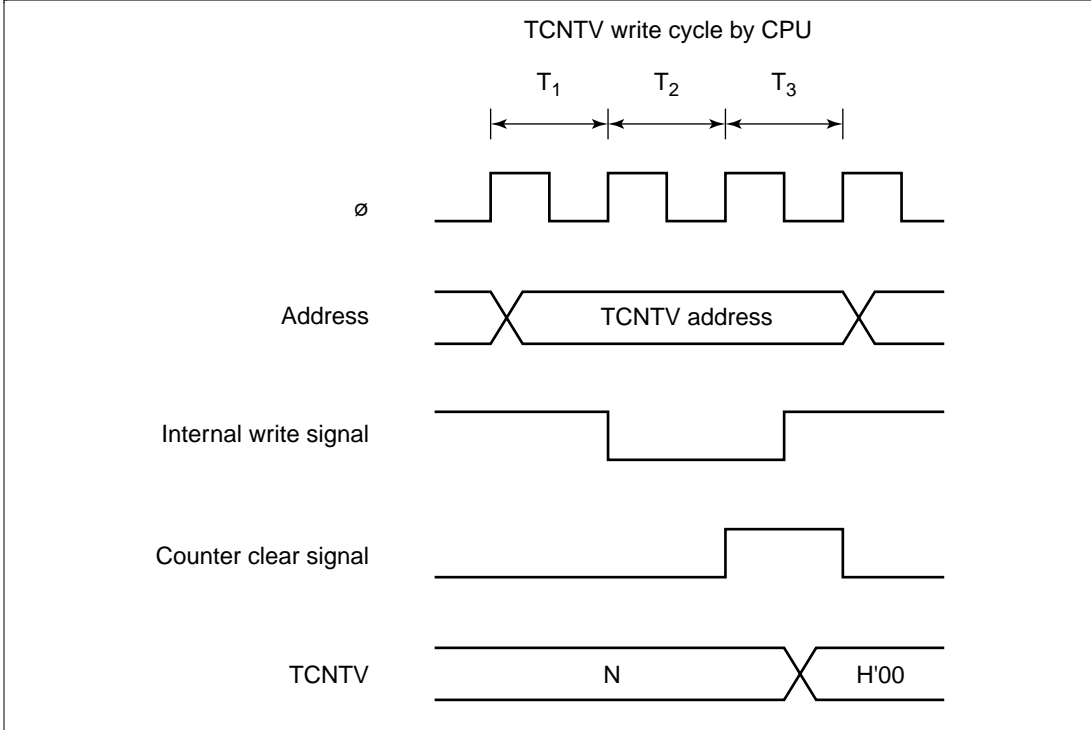 TCNTV write cycle by CPU
T1 T2 T3
ø
Address TCNTV address
Internal write signal
Counter clear signal
TCNTV N H'00